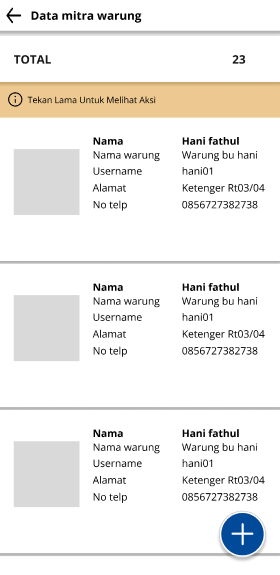 Data mitra warung
TOTAL 23
Tekan Lama Untuk Melihat Aksi
Nama Hani fathul
Nama warung Warung bu hani
Username hani01
Alamat Ketenger Rt03/04
No telp 0856727382738
Nama Hani fathul
Nama warung Warung bu hani
Username hani01
Alamat Ketenger Rt03/04
No telp 0856727382738
Nama Hani fathul
Nama warung Warung bu hani
Username hani01
Alamat Ketenger Rt03/04
No telp 0856727382738